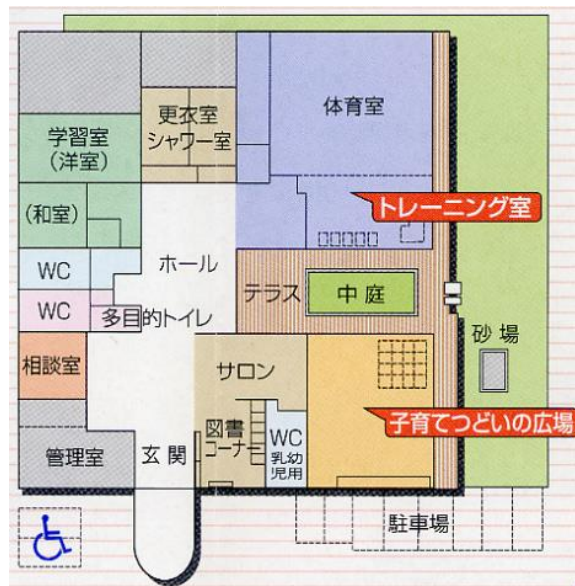 体育室
更衣室
シャワー室
学習室
(洋室)
トレーニング室
(和室)
ホール
WC
テラス
中庭
WC
多目的トイレ
砂場
相談室
サロン
図書
コーナー
子育てつどいの広場
WC
乳幼
児用
管理室
玄関
駐車場